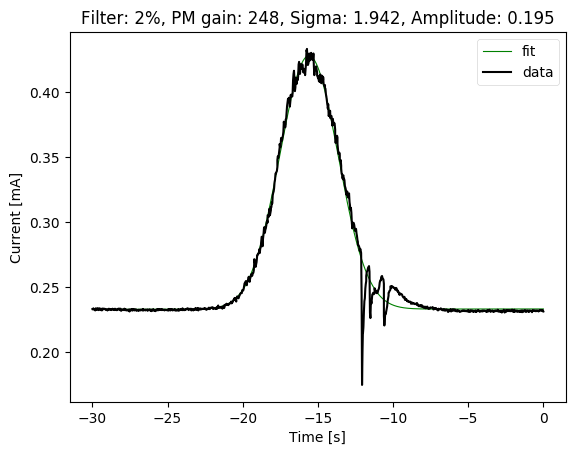 Filter: 2%, PM gain: 248, Sigma: 1.942, Amplitude: 0.195
fit
data
0.40
0.35
0.30
0.25
0.20
Current [mA]
−30
−25
−20
−15
−10
−5
0
Time [s]